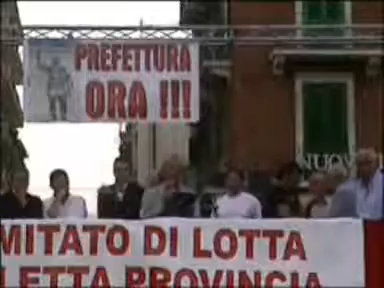 PREFETTURA
ORA !!!
NUOV
MITATO DI LOTTA
LETTA PROVINCIA